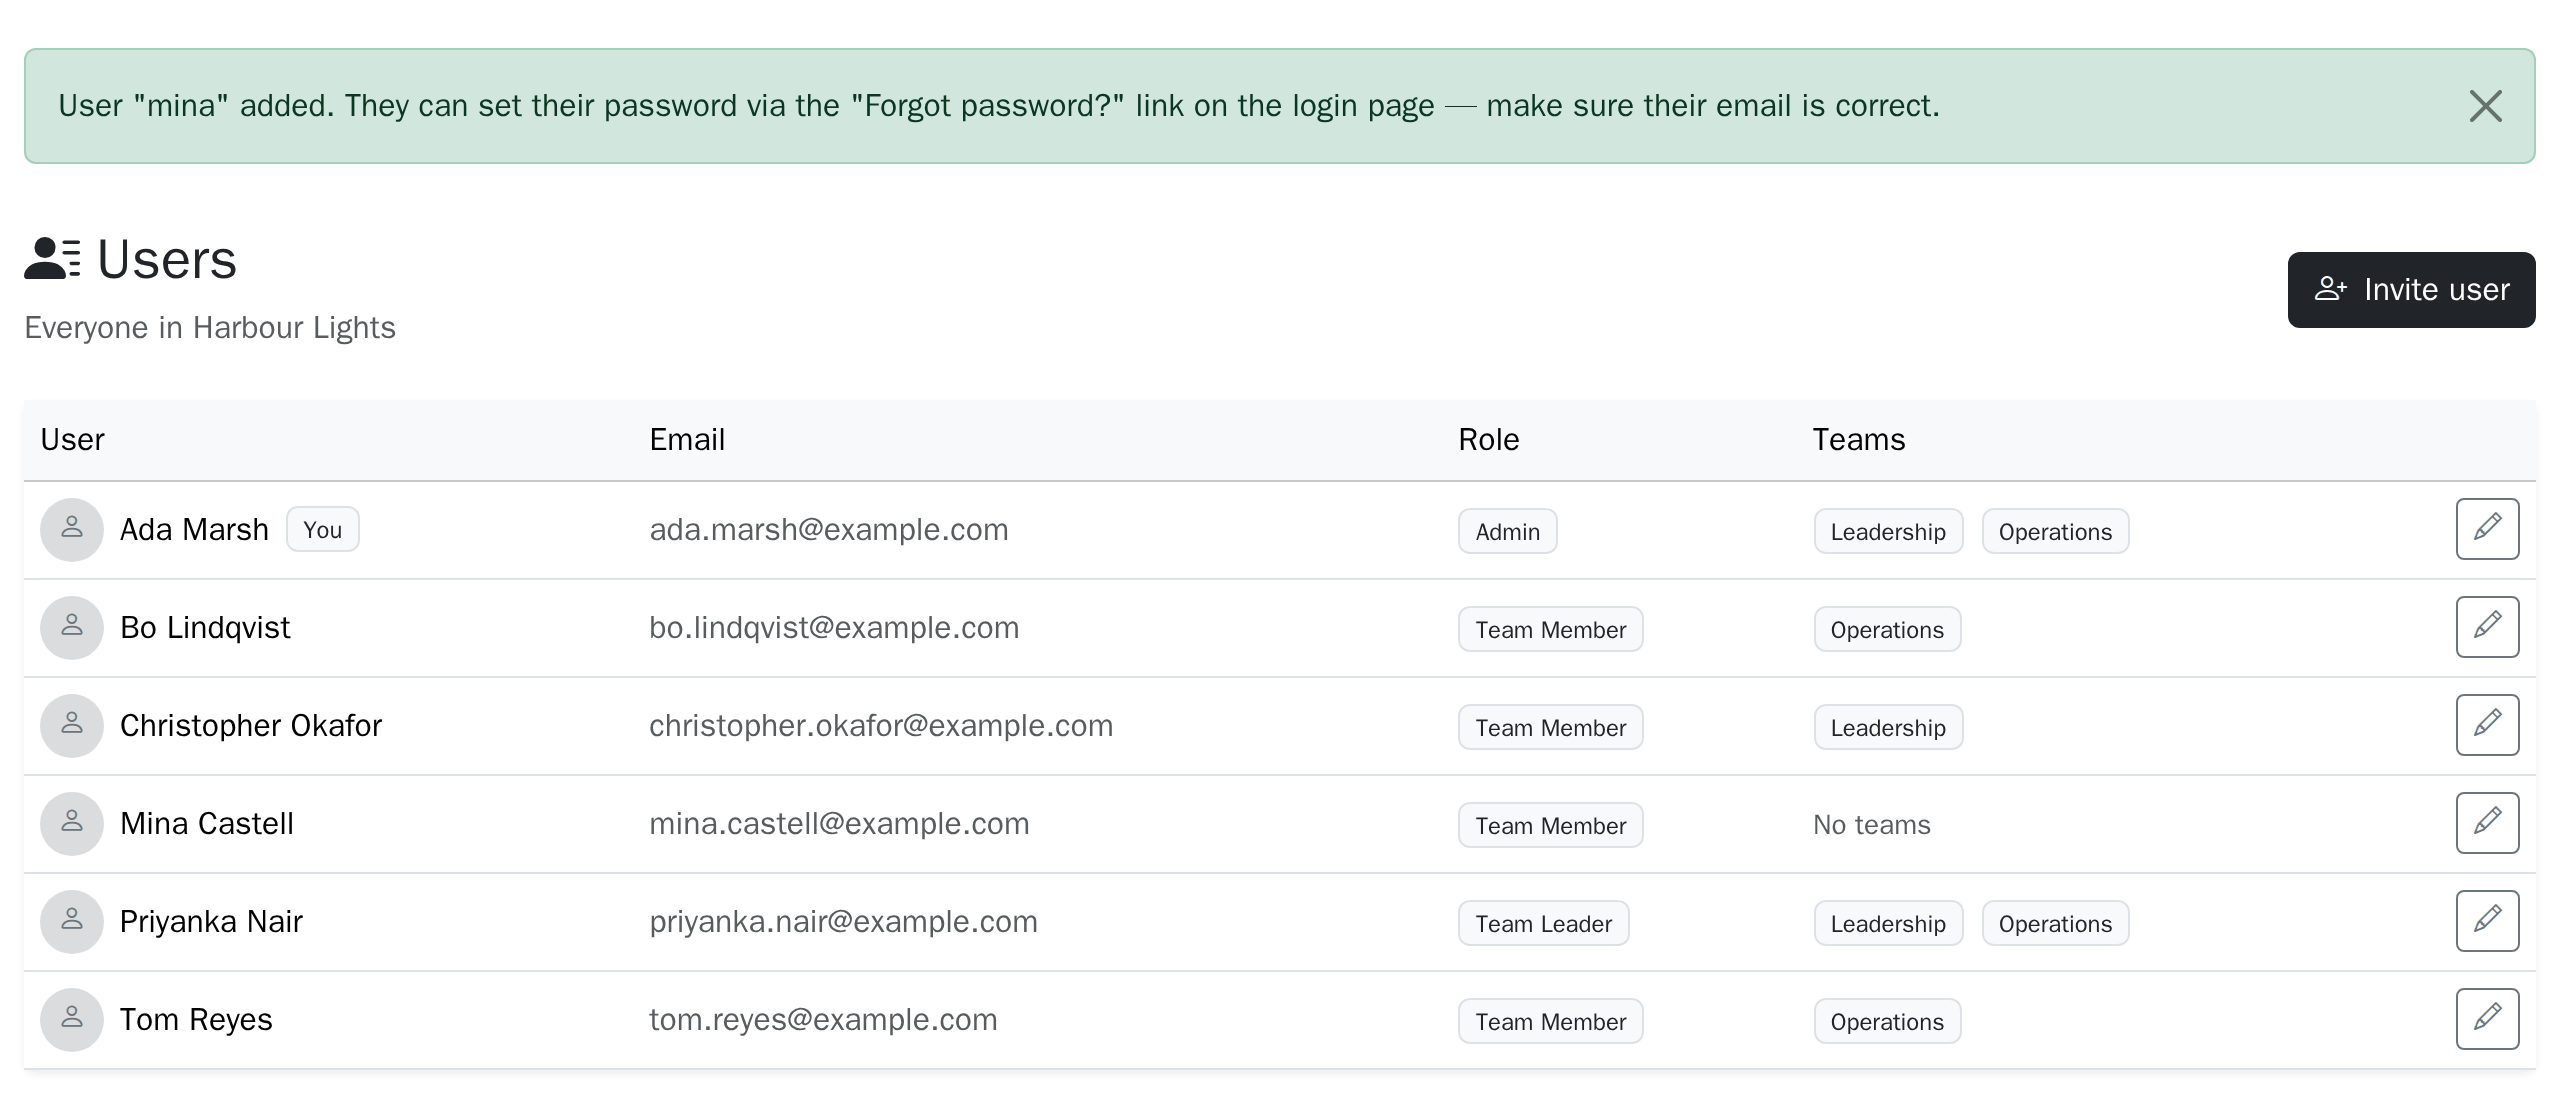 User "mina" added. They can set their password via the "Forgot password?" link on the login page — make sure their email is correct.
Users
Invite user
Everyone in Harbour Lights
User Email Role Teams
Ada Marsh You ada.marsh@example.com Admin Leadership Operations
Bo Lindqvist bo.lindqvist@example.com Team Member Operations
Christopher Okafor christopher.okafor@example.com Team Member Leadership
Mina Castell mina.castell@example.com Team Member No teams
Priyanka Nair priyanka.nair@example.com Team Leader Leadership Operations
Tom Reyes tom.reyes@example.com Team Member Operations